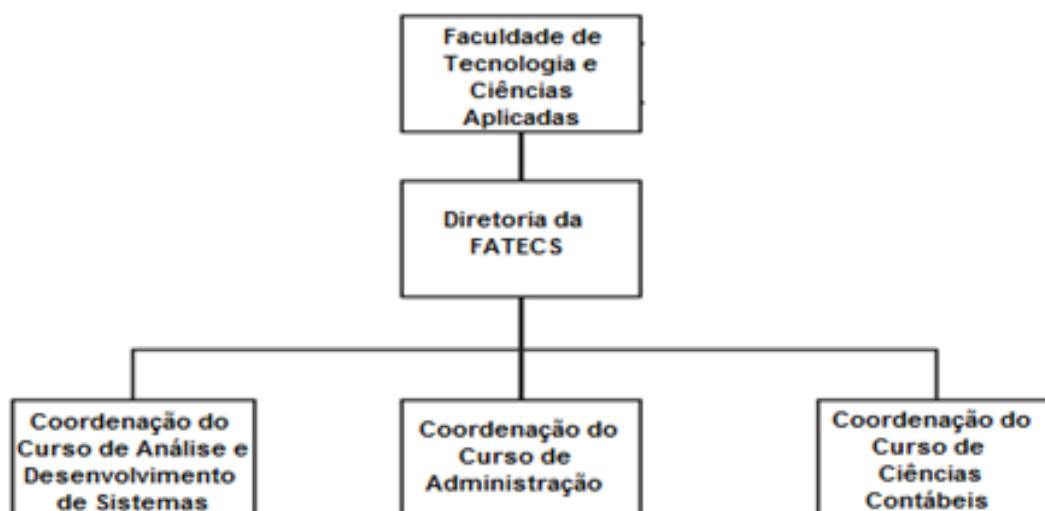 Faculdade de
Tecnologia e
Ciências
Aplicadas
Diretoria da
FATECS
Coordenação do
Curso de Análise e
Desenvolvimento
de Sistemas
Coordenação do
Curso de
Administração
Coordenação do
Curso de
Ciências
Contábeis